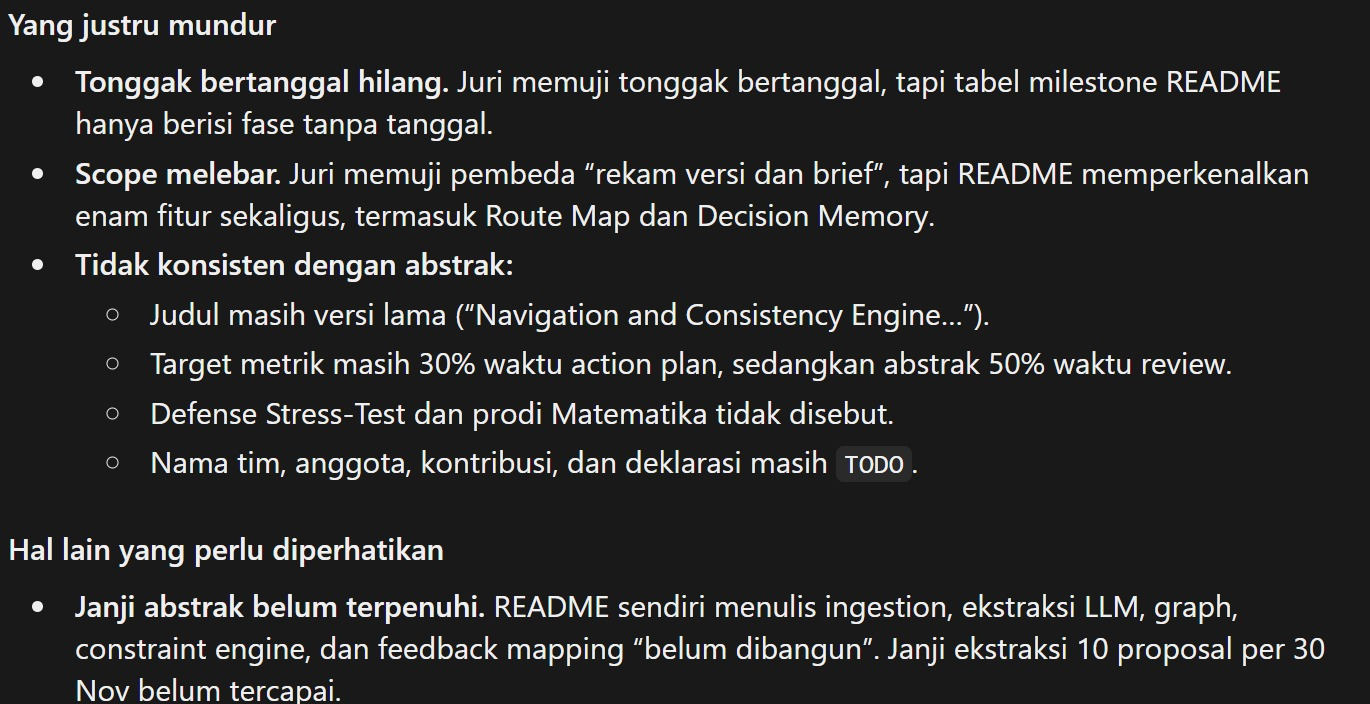 Yang justru mundur
• Tonggak bertanggal hilang. Juri memuji tonggak bertanggal, tapi tabel milestone README
hanya berisi fase tanpa tanggal.
• Scope melebar. Juri memuji pembeda “rekam versi dan brief”, tapi README memperkenalkan
enam fitur sekaligus, termasuk Route Map dan Decision Memory.
• Tidak konsisten dengan abstrak:
○ Judul masih versi lama (“Navigation and Consistency Engine…”).
○ Target metrik masih 30% waktu action plan, sedangkan abstrak 50% waktu review.
○ Defense Stress-Test dan prodi Matematika tidak disebut.
○ Nama tim, anggota, kontribusi, dan deklarasi masih TODO.
Hal lain yang perlu diperhatikan
• Janji abstrak belum terpenuhi. README sendiri menulis ingestion, ekstraksi LLM, graph,
constraint engine, dan feedback mapping “belum dibangun”. Janji ekstraksi 10 proposal per 30
Nov belum tercapai.